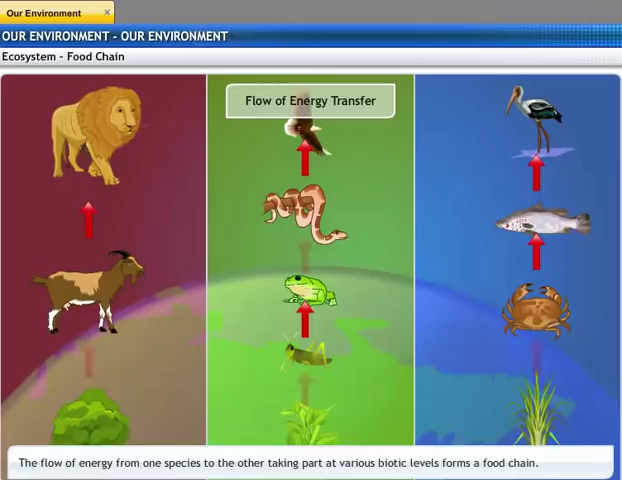 Our Environment
OUR ENVIRONMENT - OUR ENVIRONMENT
Ecosystem - Food Chain
Flow of Energy Transfer
The flow of energy from one species to the other taking part at various biotic levels forms a food chain.